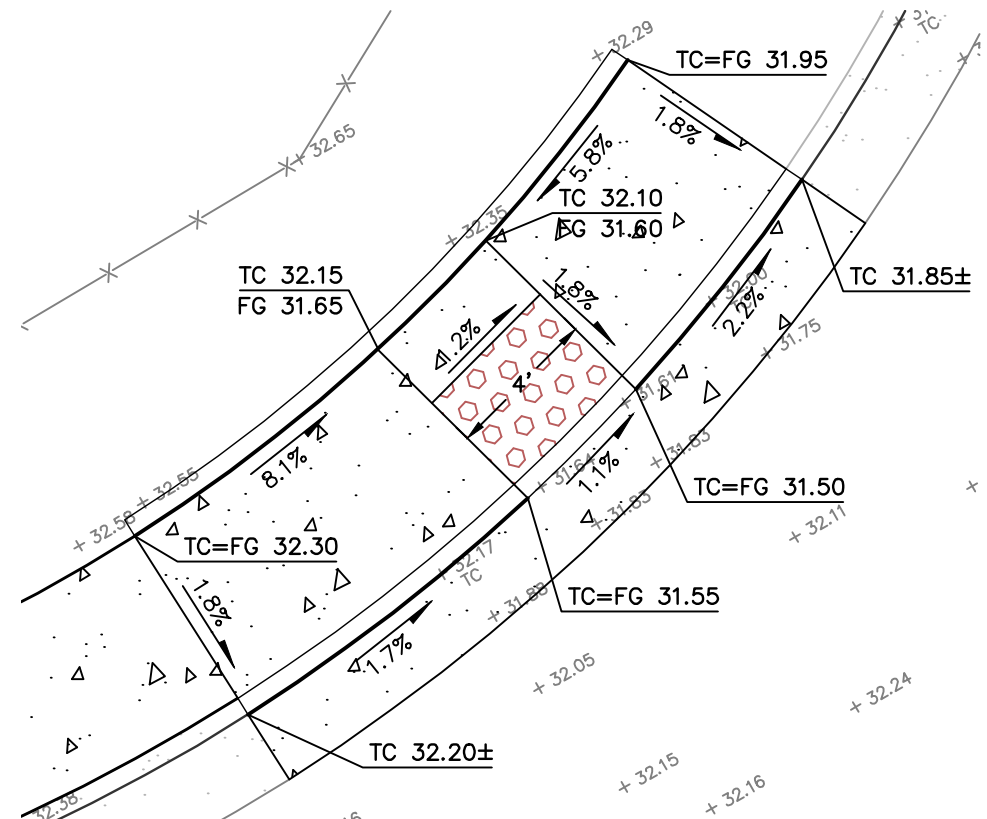 + 32.29
TC
TC=FG 31.95
1.8%
+ 32.65
5.8%
TC 32.10
FG 31.60
+ 32.35
TC 32.15
FG 31.65
1.8%
+ 32.00
TC 31.85±
2.2%
1.2%
+ 31.75
4'
+ 31.61
8.1%
+ 31.63
+ 31.64
1.1%
TC=FG 31.50
+ 32.55
+ 32.58
+ 31.83
+ 32.11
TC=FG 32.30
+ 32.17
TC
1.8%
TC=FG 31.55
+ 31.88
1.7%
+ 32.05
+ 32.24
TC 32.20±
+ 32.15
+ 32.16
32.38